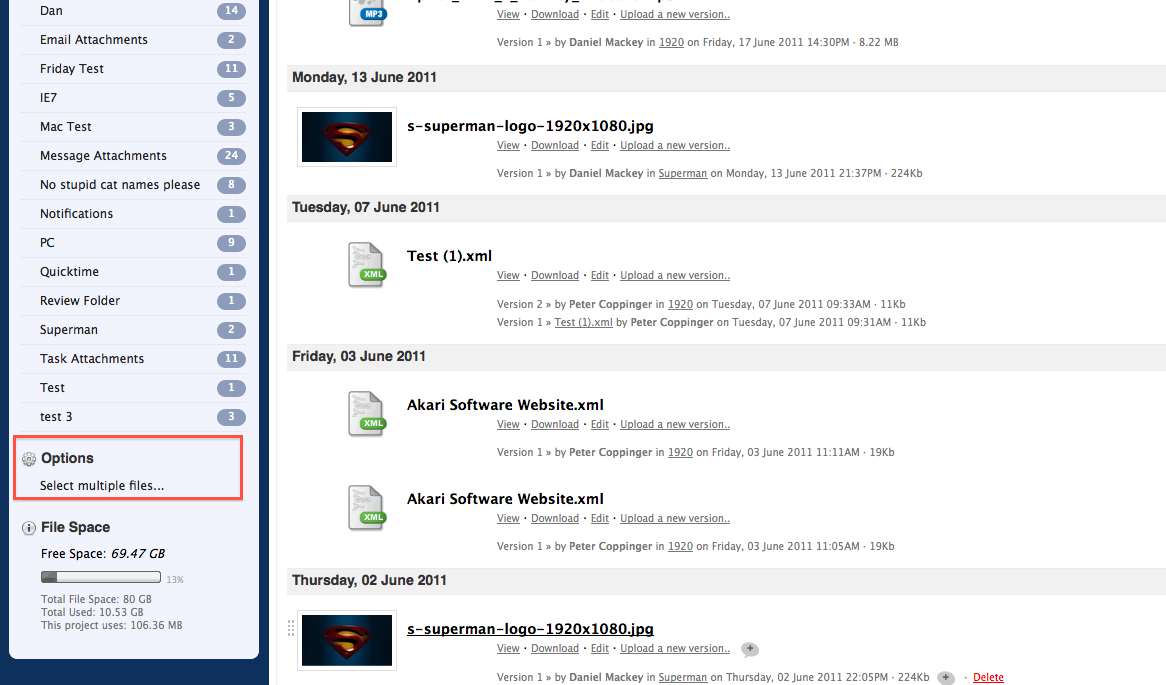 Dan 14
Email Attachments 2
Friday Test 11
IE7 5
Mac Test 3
Message Attachments 24
No stupid cat names please 8
Notifications 1
PC 9
Quicktime 1
Review Folder 1
Superman 2
Task Attachments 11
Test 1
test 3 3
Options
Select multiple files...
File Space
Free Space: 69.47 GB
13%
Total File Space: 80 GB
Total Used: 10.53 GB
This project uses: 106.36 MB
MP3
View · Download · Edit · Upload a new version..
Version 1 » by Daniel Mackey in 1920 on Friday, 17 June 2011 14:30PM · 8.22 MB
Monday, 13 June 2011
s-superman-logo-1920x1080.jpg
View · Download · Edit · Upload a new version..
Version 1 » by Daniel Mackey in Superman on Monday, 13 June 2011 21:37PM · 224Kb
Tuesday, 07 June 2011
XML
Test (1).xml
View · Download · Edit · Upload a new version..
Version 2 » by Peter Coppinger in 1920 on Tuesday, 07 June 2011 09:33AM · 11Kb
Version 1 » Test (1).xml by Peter Coppinger on Tuesday, 07 June 2011 09:31AM · 11Kb
Friday, 03 June 2011
XML
Akari Software Website.xml
View · Download · Edit · Upload a new version..
Version 1 » by Peter Coppinger in 1920 on Friday, 03 June 2011 11:11AM · 19Kb
XML
Akari Software Website.xml
View · Download · Edit · Upload a new version..
Version 1 » by Peter Coppinger in 1920 on Friday, 03 June 2011 11:05AM · 19Kb
Thursday, 02 June 2011
s-superman-logo-1920x1080.jpg
View · Download · Edit · Upload a new version.. +
Version 1 » by Daniel Mackey in Superman on Thursday, 02 June 2011 22:05PM · 224Kb + · Delete